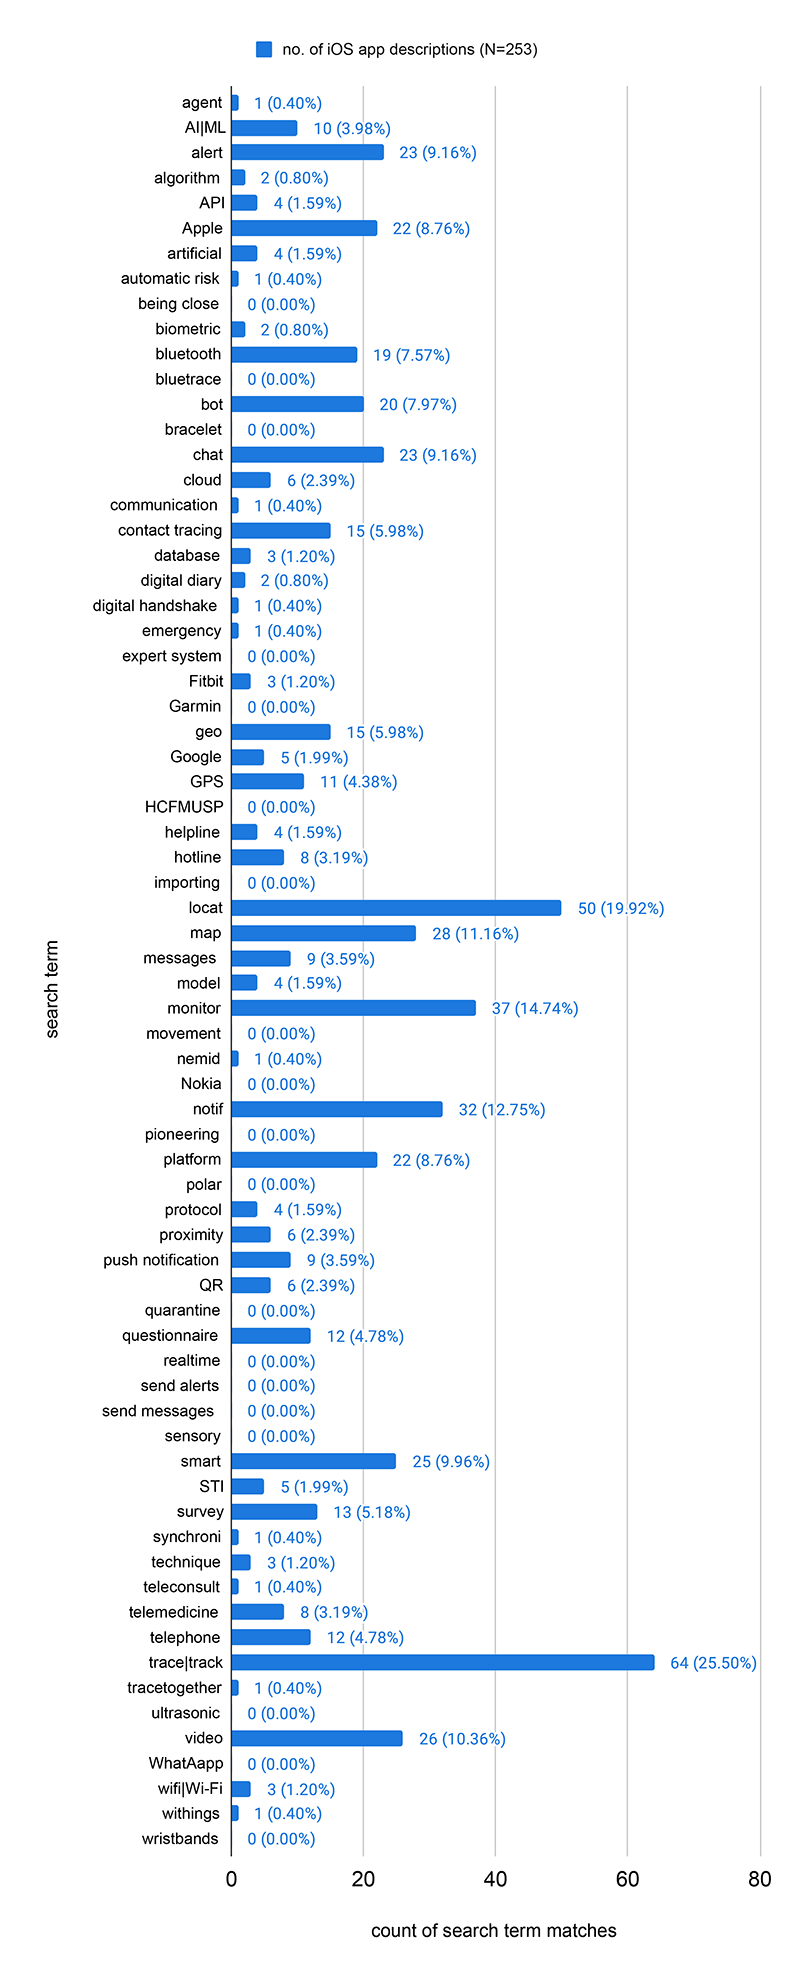 no. of iOS app descriptions (N=253)
agent 1 (0.40%)
AI|ML 10 (3.98%)
alert 23 (9.16%)
algorithm 2 (0.80%)
API 4 (1.59%)
Apple 22 (8.76%)
artificial 4 (1.59%)
automatic risk 1 (0.40%)
being close 0 (0.00%)
biometric 2 (0.80%)
bluetooth 19 (7.57%)
bluetrace 0 (0.00%)
bot 20 (7.97%)
bracelet 0 (0.00%)
chat 23 (9.16%)
cloud 6 (2.39%)
communication 1 (0.40%)
contact tracing 15 (5.98%)
database 3 (1.20%)
digital diary 2 (0.80%)
digital handshake 1 (0.40%)
emergency 1 (0.40%)
expert system 0 (0.00%)
Fitbit 3 (1.20%)
Garmin 0 (0.00%)
geo 15 (5.98%)
Google 5 (1.99%)
GPS 11 (4.38%)
HCFMUSP 0 (0.00%)
helpline 4 (1.59%)
hotline 8 (3.19%)
importing 0 (0.00%)
locat 50 (19.92%)
map 28 (11.16%)
messages 9 (3.59%)
model 4 (1.59%)
monitor 37 (14.74%)
movement 0 (0.00%)
nemid 1 (0.40%)
Nokia 0 (0.00%)
notif 32 (12.75%)
pioneering 0 (0.00%)
platform 22 (8.76%)
polar 0 (0.00%)
protocol 4 (1.59%)
proximity 6 (2.39%)
push notification 9 (3.59%)
QR 6 (2.39%)
quarantine 0 (0.00%)
questionnaire 12 (4.78%)
realtime 0 (0.00%)
send alerts 0 (0.00%)
send messages 0 (0.00%)
sensory 0 (0.00%)
smart 25 (9.96%)
STI 5 (1.99%)
survey 13 (5.18%)
synchroni 1 (0.40%)
technique 3 (1.20%)
teleconsult 1 (0.40%)
telemedicine 8 (3.19%)
telephone 12 (4.78%)
trace|track 64 (25.50%)
tracetogether 1 (0.40%)
ultrasonic 0 (0.00%)
video 26 (10.36%)
WhatAapp 0 (0.00%)
wifi|Wi-Fi 3 (1.20%)
withings 1 (0.40%)
wristbands 0 (0.00%)
search term
0 20 40 60 80
count of search term matches